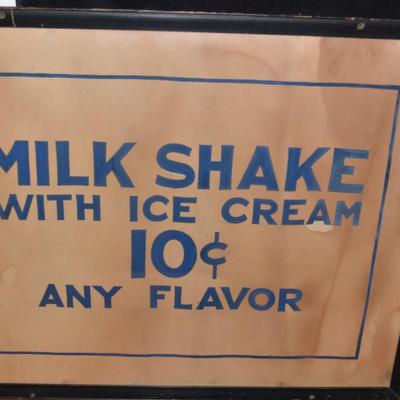 MILK SHAKE
WITH ICE CREAM
10¢
ANY FLAVOR